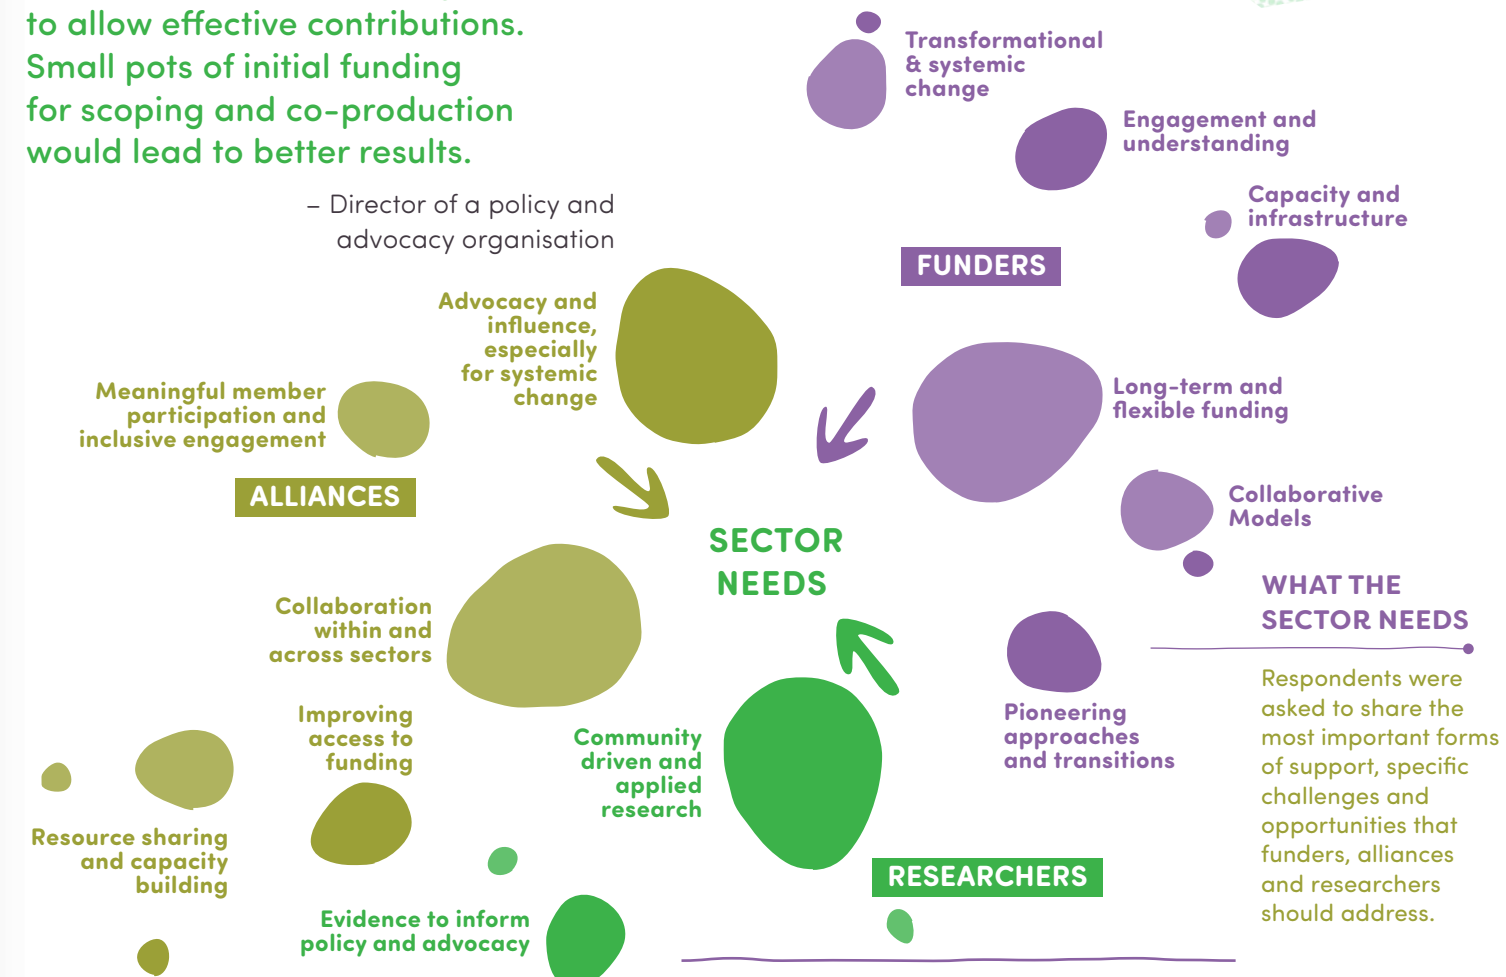 to allow effective contributions.
Small pots of initial funding
for scoping and co-production
would lead to better results.
– Director of a policy and
advocacy organisation
Transformational
& systemic
change
Engagement and
understanding
Capacity and
infrastructure
FUNDERS
Long-term and
flexible funding
Collaborative
Models
Pioneering
approaches
and transitions
Advocacy and
influence,
especially
for systemic
change
Meaningful member
participation and
inclusive engagement
ALLIANCES
Collaboration
within and
across sectors
Improving
access to
funding
Resource sharing
and capacity
building
SECTOR
NEEDS
Community
driven and
applied
research
RESEARCHERS
Evidence to inform
policy and advocacy
WHAT THE
SECTOR NEEDS
Respondents were
asked to share the
most important forms
of support, specific
challenges and
opportunities that
funders, alliances
and researchers
should address.